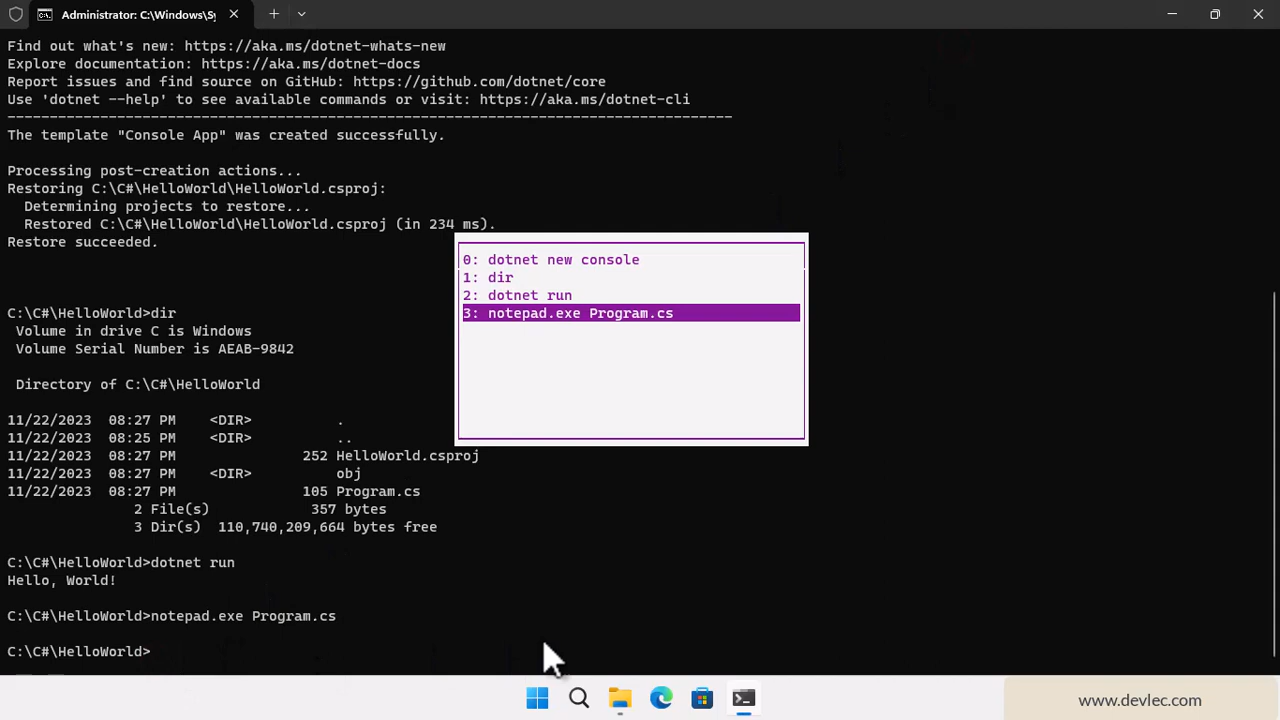 Administrator: C:\Windows\Sy
Find out what's new: https://aka.ms/dotnet-whats-new
Explore documentation: https://aka.ms/dotnet-docs
Report issues and find source on GitHub: https://github.com/dotnet/core
Use 'dotnet --help' to see available commands or visit: https://aka.ms/dotnet-cli
--------------------------------------------------------------------------------------
The template "Console App" was created successfully.
Processing post-creation actions...
Restoring C:\C#\HelloWorld\HelloWorld.csproj:
Determining projects to restore...
Restored C:\C#\HelloWorld\HelloWorld.csproj (in 234 ms).
Restore succeeded.
0: dotnet new console
1: dir
2: dotnet run
3: notepad.exe Program.cs
C:\C#\HelloWorld>dir
Volume in drive C is Windows
Volume Serial Number is AEAB-9842
Directory of C:\C#\HelloWorld
11/22/2023 08:27 PM <DIR> .
11/22/2023 08:25 PM <DIR> ..
11/22/2023 08:27 PM 252 HelloWorld.csproj
11/22/2023 08:27 PM <DIR> obj
11/22/2023 08:27 PM 105 Program.cs
2 File(s) 357 bytes
3 Dir(s) 110,740,209,664 bytes free
C:\C#\HelloWorld>dotnet run
Hello, World!
C:\C#\HelloWorld>notepad.exe Program.cs
C:\C#\HelloWorld>
www.devlec.com